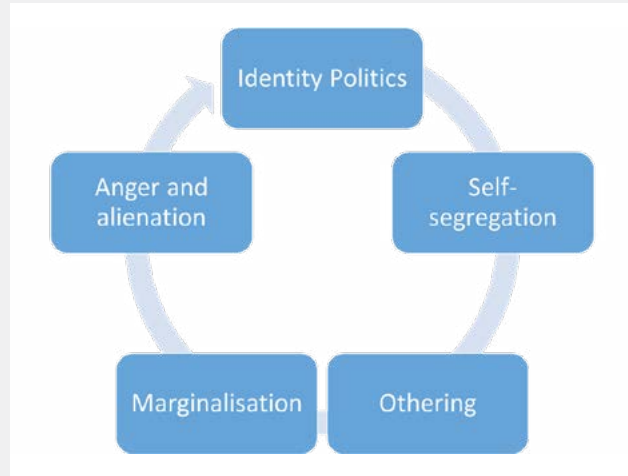 Identity Politics
Self-
segregation
Othering
Marginalisation
Anger and
alienation